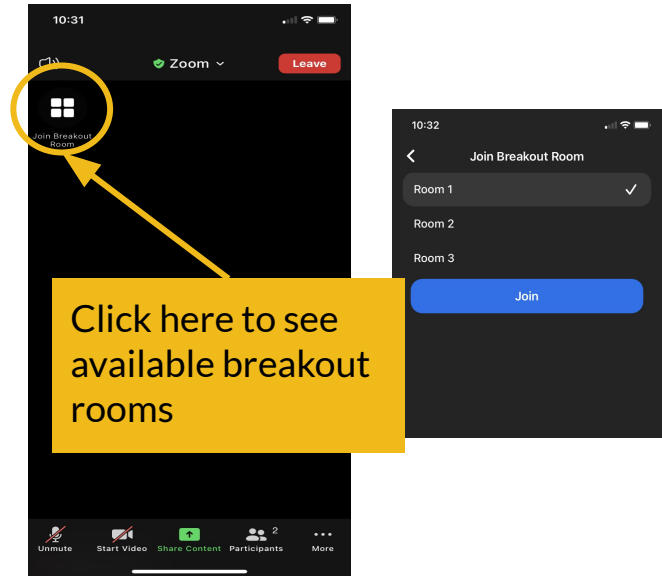 10:31
Zoom
Leave
Join Breakout
Room
Click here to see
available breakout
rooms
Unmute
Start Video
Share Content
Participants
2
More
10:32
Join Breakout Room
Room 1
Room 2
Room 3
Join